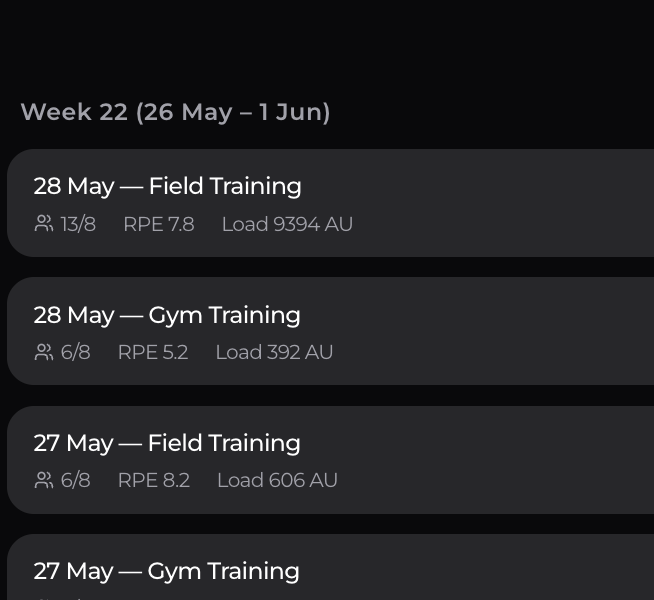 Week 22 (26 May – 1 Jun)
28 May — Field Training
13/8 RPE 7.8 Load 9394 AU
28 May — Gym Training
6/8 RPE 5.2 Load 392 AU
27 May — Field Training
6/8 RPE 8.2 Load 606 AU
27 May — Gym Training